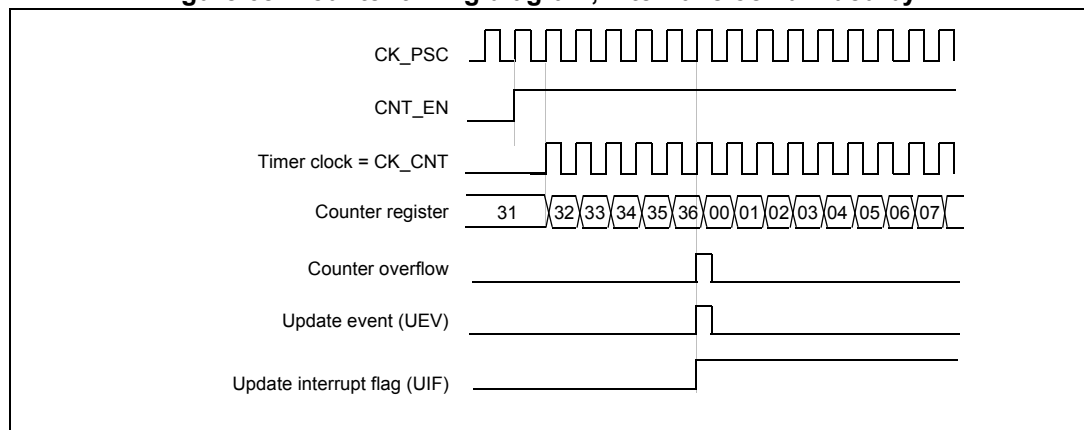 CK_PSC
CNT_EN
Timer clock = CK_CNT
Counter register 31 32 33 34 35 36 00 01 02 03 04 05 06 07
Counter overflow
Update event (UEV)
Update interrupt flag (UIF)